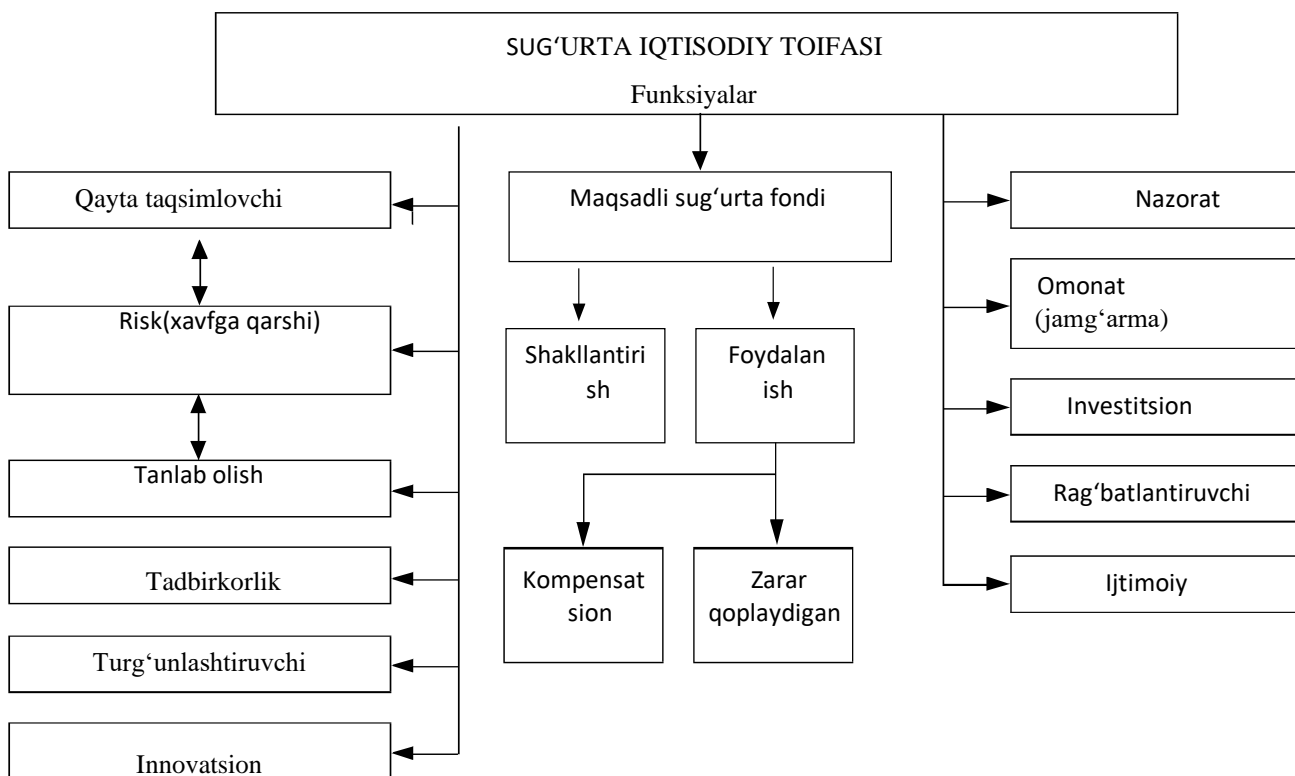 SUG‘URTA IQTISODIY TOIFASI
Funksiyalar
Qayta taqsimlovchi
Risk(xavfga qarshi)
Tanlab olish
Tadbirkorlik
Turg‘unlashtiruvchi
Innovatsion
Maqsadli sug‘urta fondi
Shakllantiri
sh
Foydalan
ish
Kompensat
sion
Zarar
qoplaydigan
Nazorat
Omonat
(jamg‘arma)
Investitsion
Rag‘batlantiruvchi
Ijtimoiy